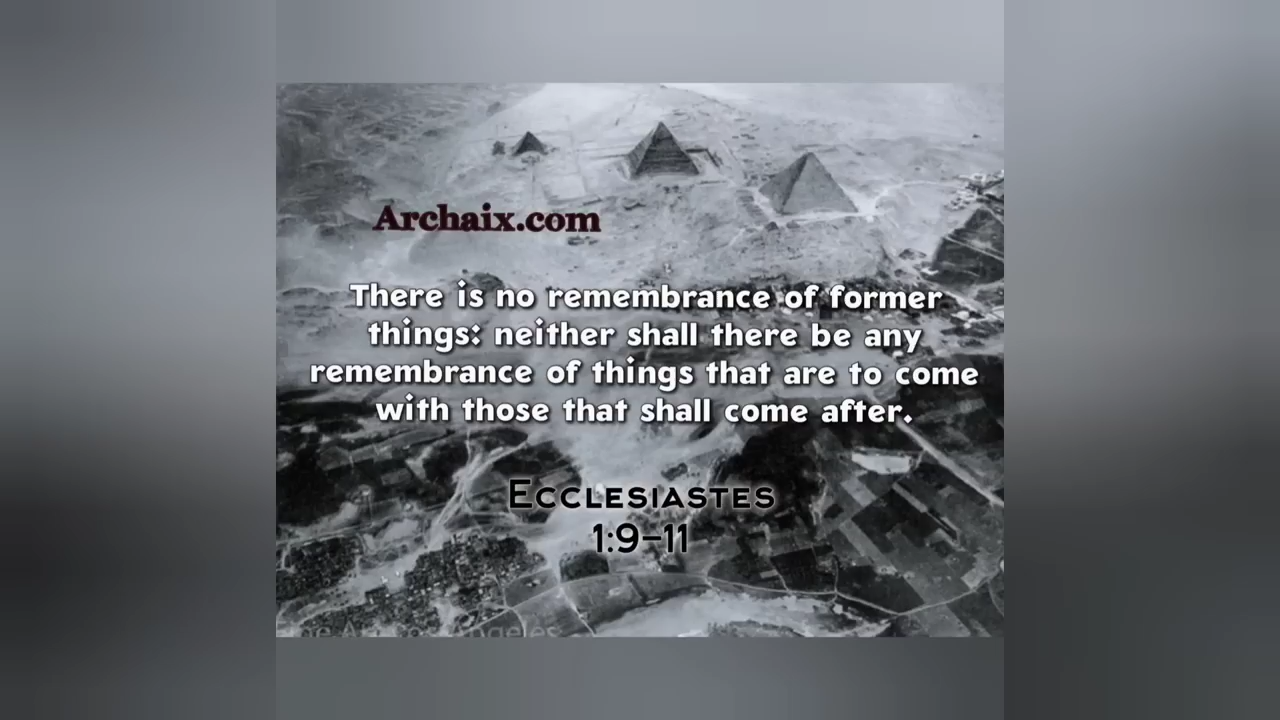 Archaix.com
There is no remembrance of former
things: neither shall there be any
remembrance of things that are to come
with those that shall come after.
Ecclesiastes
1:9–11